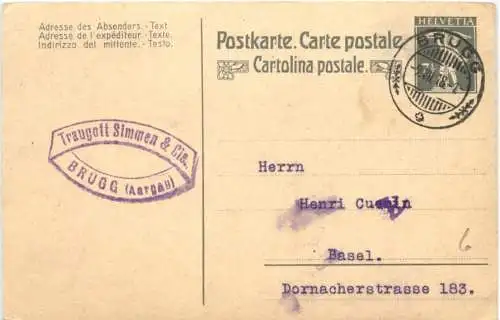 Adresse des Absenders. - Text
Adresse de l'expéditeur. - Texte.
Indirizzo del mittente. - Testo.
Postkarte. Carte postale
Cartolina postale.
HELVETIA
BRUGG
Traugott Simmen & Cie.
BRUGG (Aargau)
Herrn
Henri
Basel.
Dornacherstrasse 183.
6